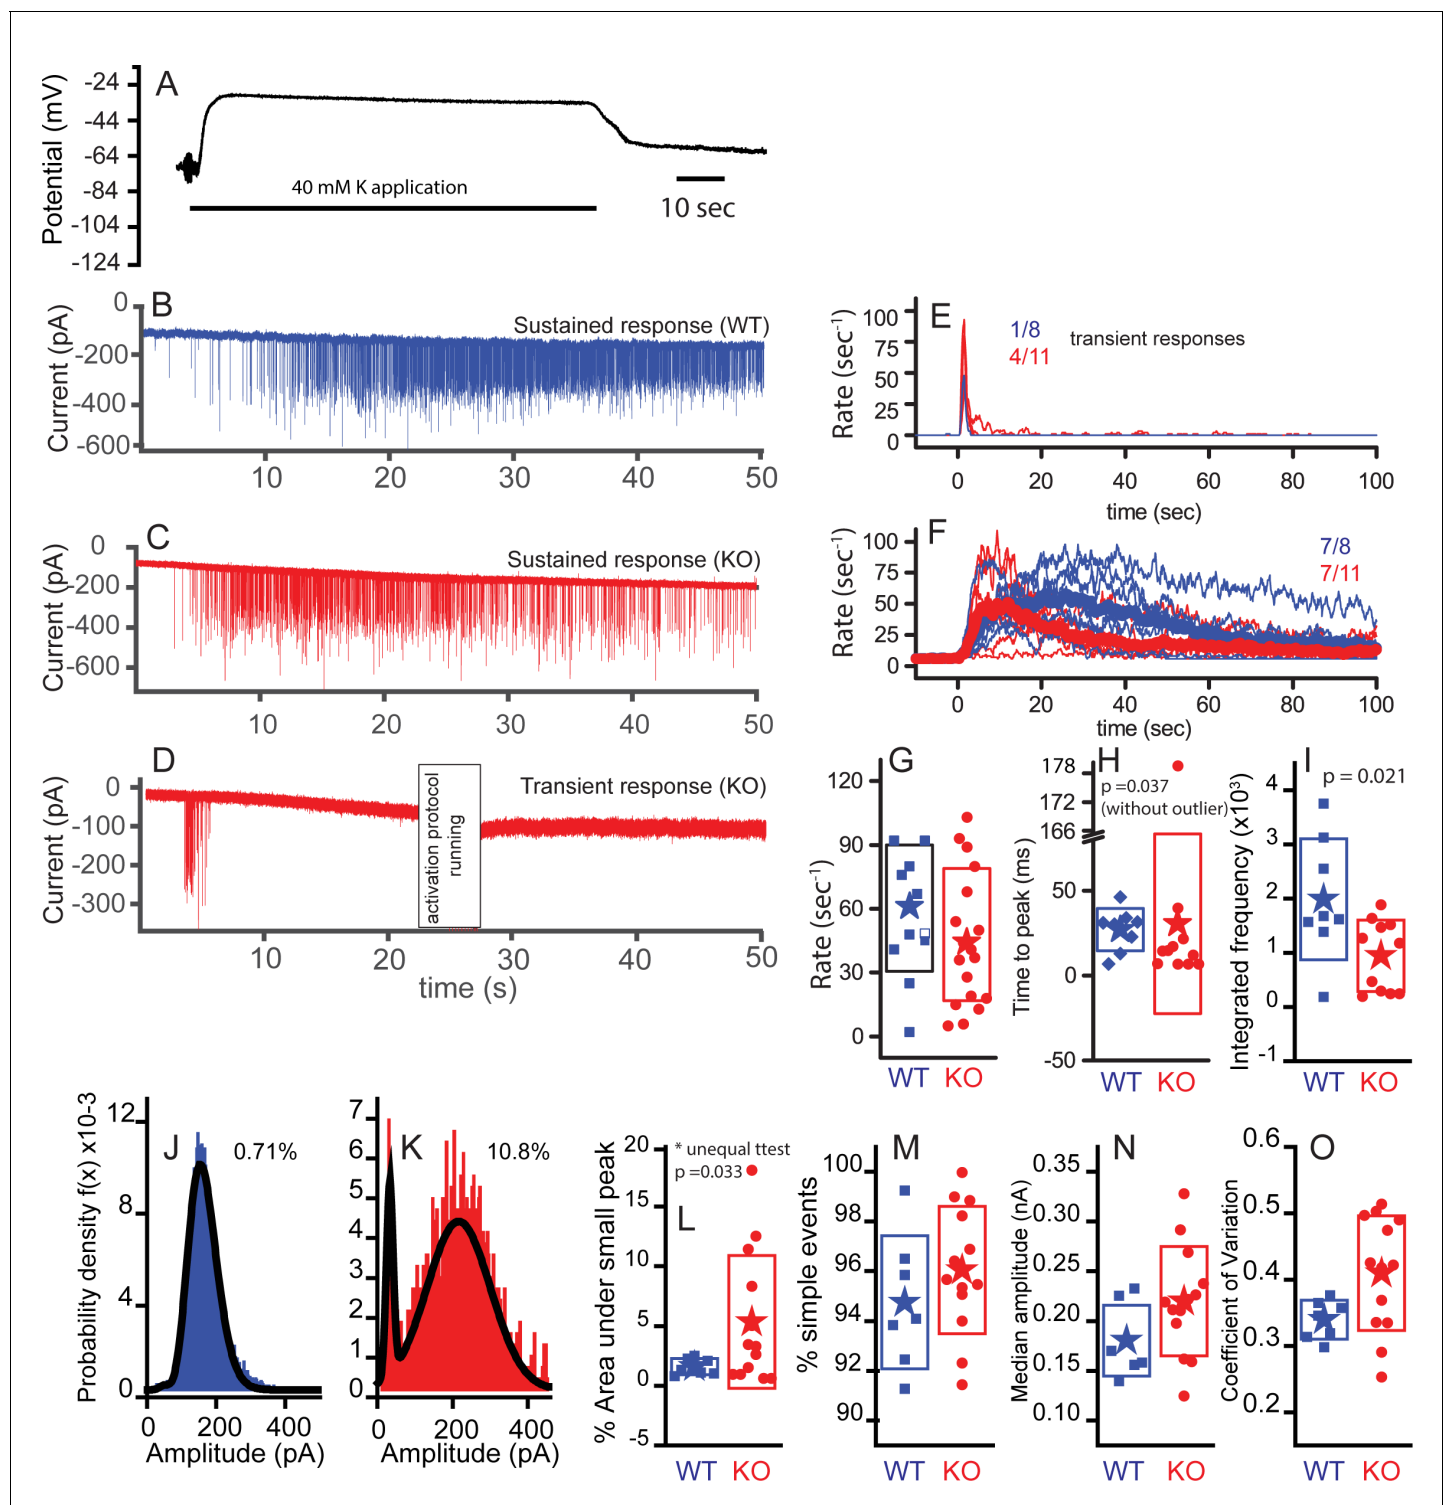 A
Potential (mV)
-24
-44
-64
-84
-104
-124
40 mM K application
10 sec
B
Current (pA)
0
-200
-400
-600
Sustained response (WT)
10 20 30 40 50
C
Current (pA)
0
-200
-400
-600
Sustained response (KO)
10 20 30 40 50
D
Current (pA)
0
-100
-200
-300
activation protocol
running
Transient response (KO)
10 20 30 40 50
time (s)
E
Rate (sec-1)
100
75
50
25
0
1/8
4/11
transient responses
0 20 40 60 80 100
time (sec)
F
Rate (sec-1)
100
75
50
25
0
7/8
7/11
0 20 40 60 80 100
time (sec)
G
Rate (sec-1)
120
90
60
30
0
WT KO
H
Time to peak (ms)
178
172
166
50
0
-50
p =0.037
(without outlier)
WT KO
I
Integrated frequency (x10³)
4
3
2
1
0
-1
p = 0.021
WT KO
J
Probability density f(x) x10-3
12
8
4
0
0.71%
0 200 400
Amplitude (pA)
K
7
6
5
4
3
2
1
0
10.8%
0 200 400
Amplitude (pA)
L
% Area under small peak
20
15
10
5
0
-5
* unequal ttest
p =0.033
WT KO
M
% simple events
100
98
96
94
92
90
WT KO
N
Median amplitude (nA)
0.35
0.30
0.25
0.20
0.15
0.10
WT KO
O
Coefficient of Variation
0.6
0.5
0.4
0.3
0.2
WT KO